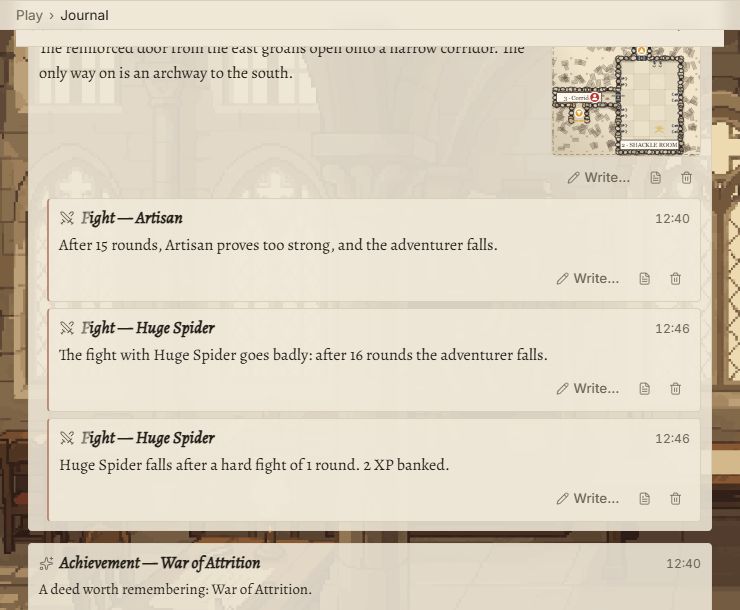 Play › Journal
The reinforced door from the east groans open onto a narrow corridor. The
only way on is an archway to the south.
3 - Corrid
2 - SHACKLE ROOM
Write...
Fight — Artisan
12:40
After 15 rounds, Artisan proves too strong, and the adventurer falls.
Write...
Fight — Huge Spider
12:46
The fight with Huge Spider goes badly: after 16 rounds the adventurer falls.
Write...
Fight — Huge Spider
12:46
Huge Spider falls after a hard fight of 1 round. 2 XP banked.
Write...
Achievement — War of Attrition
12:40
A deed worth remembering: War of Attrition.